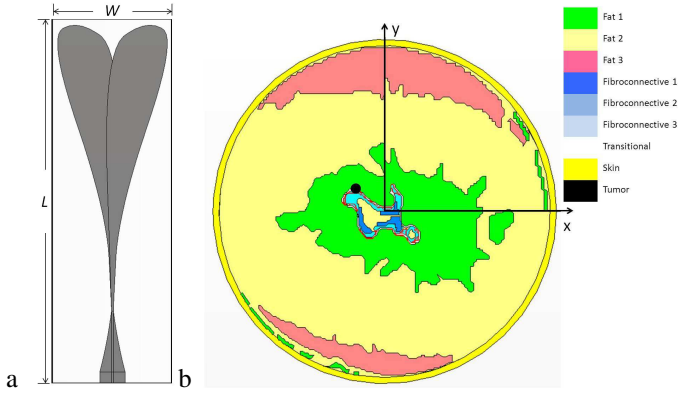 W
L
a
b
y
x
Fat 1
Fat 2
Fat 3
Fibroconnective 1
Fibroconnective 2
Fibroconnective 3
Transitional
Skin
Tumor